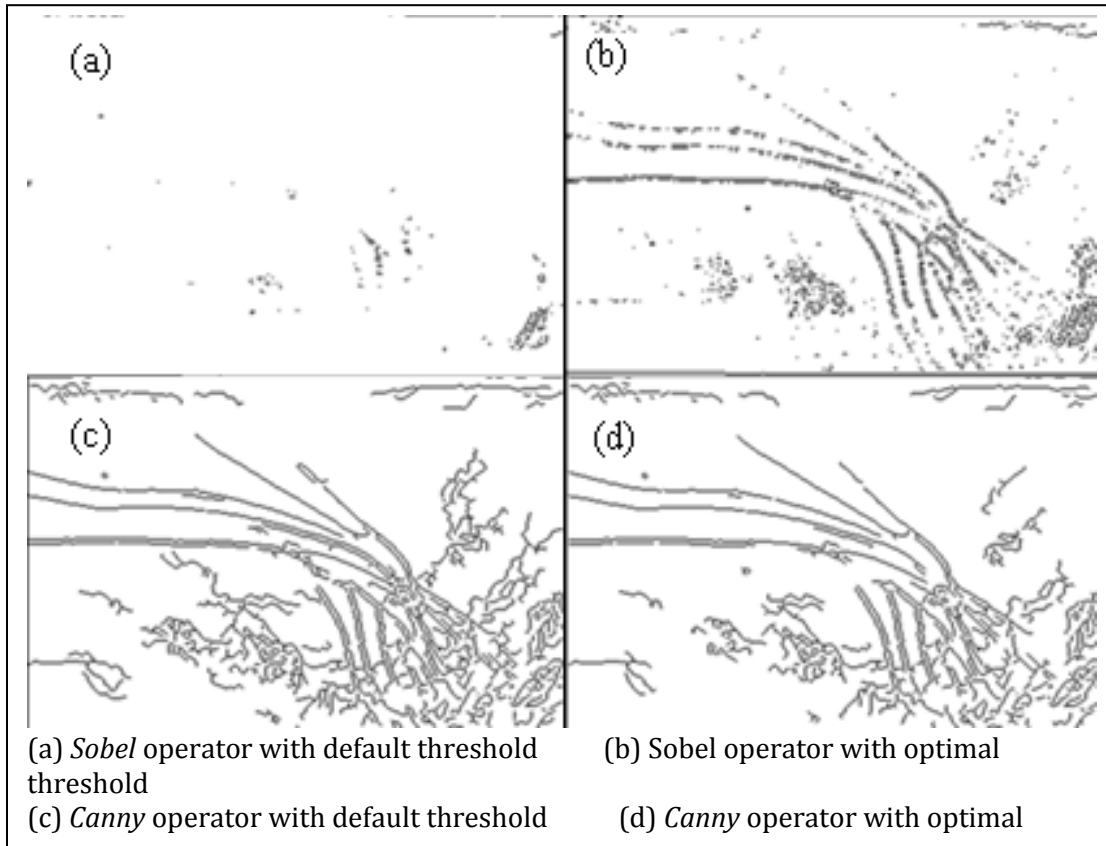 (a)
(b)
(c)
(d)
(a) Sobel operator with default threshold (b) Sobel operator with optimal
threshold
(c) Canny operator with default threshold (d) Canny operator with optimal